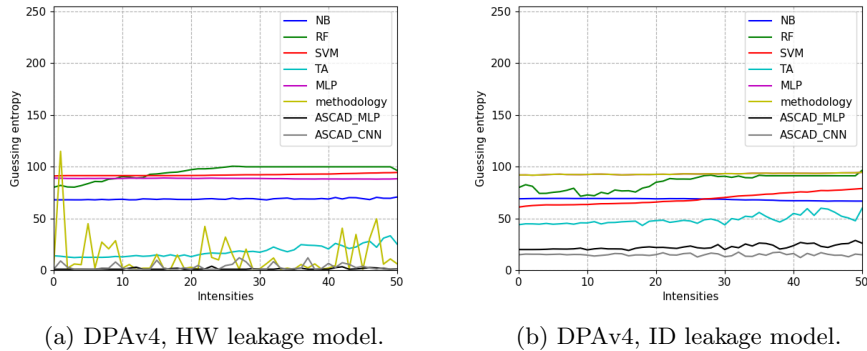 250
200
150
100
50
0
Guessing entropy
0 10 20 30 40 50
Intensities
NB
RF
SVM
TA
MLP
methodology
ASCAD_MLP
ASCAD_CNN
(a) DPAv4, HW leakage model.
250
200
150
100
50
0
Guessing entropy
0 10 20 30 40 50
Intensities
NB
RF
SVM
TA
MLP
methodology
ASCAD_MLP
ASCAD_CNN
(b) DPAv4, ID leakage model.